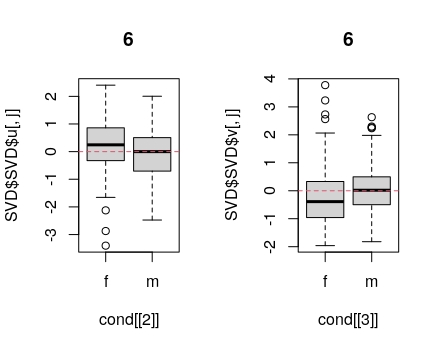 6
SVD$SVD$u[, j]
2
1
0
-1
-2
-3
f m
cond[[2]]
6
SVD$SVD$v[, j]
4
3
2
1
0
-1
-2
f m
cond[[3]]